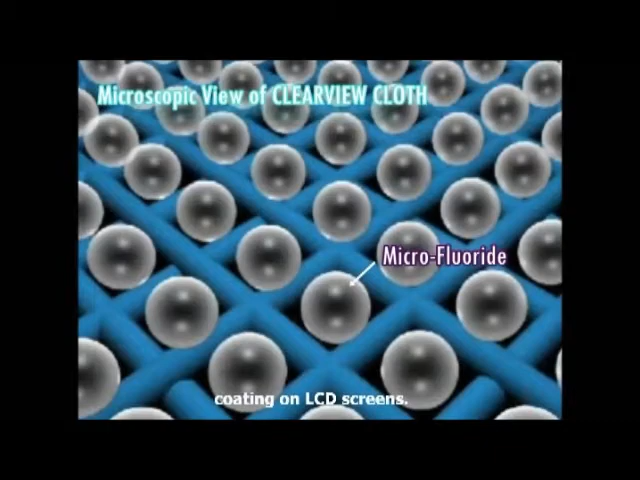 Microscopic View of CLEARVIEW CLOTH
Micro-Fluoride
coating on LCD screens.